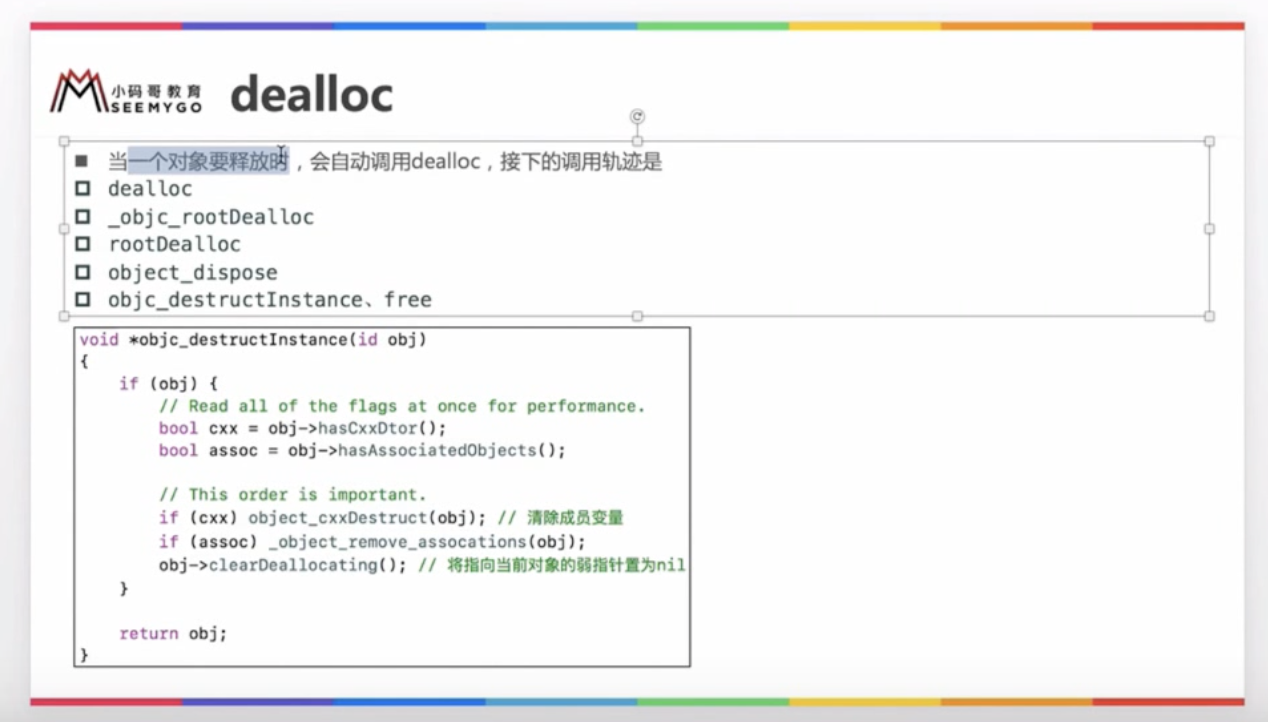 小码哥教育
SEEMYGO
dealloc
当一个对象要释放时，会自动调用dealloc，接下的调用轨迹是
dealloc
_objc_rootDealloc
rootDealloc
object_dispose
objc_destructInstance、free
void *objc_destructInstance(id obj)
{
if (obj) {
// Read all of the flags at once for performance.
bool cxx = obj->hasCxxDtor();
bool assoc = obj->hasAssociatedObjects();
// This order is important.
if (cxx) object_cxxDestruct(obj); // 清除成员变量
if (assoc) _object_remove_assocations(obj);
obj->clearDeallocating(); // 将指向当前对象的弱指针置为nil
}
return obj;
}